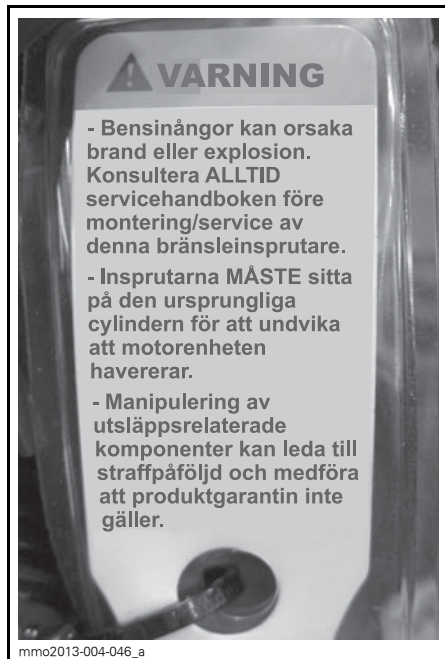 VARNING
- Bensinångor kan orsaka
brand eller explosion.
Konsultera ALLTID
servicehandboken före
montering/service av
denna bränsleinsprutare.
- Insprutarna MÅSTE sitta
på den ursprungliga
cylindern för att undvika
att motorenheten
havererar.
- Manipulering av
utsläppsrelaterade
komponenter kan leda till
straffpåföljd och medföra
att produktgarantin inte
gäller.
mmo2013-004-046_a